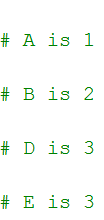 # A is 1
# B is 2
# D is 3
# E is 3